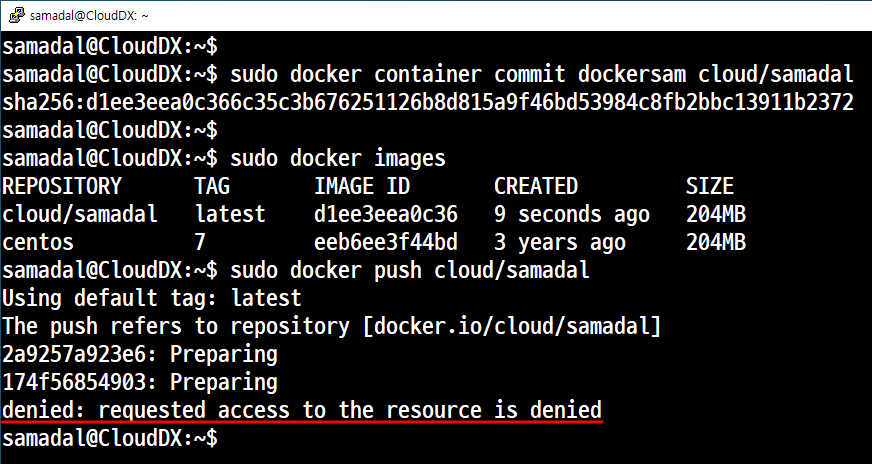 samadal@CloudDX: ~
samadal@CloudDX:~$
samadal@CloudDX:~$ sudo docker container commit dockersam cloud/samadal
sha256:d1ee3eea0c366c35c3b676251126b8d815a9f46bd53984c8fb2bbc13911b2372
samadal@CloudDX:~$
samadal@CloudDX:~$ sudo docker images
REPOSITORY TAG IMAGE ID CREATED SIZE
cloud/samadal latest d1ee3eea0c36 9 seconds ago 204MB
centos 7 eeb6ee3f44bd 3 years ago 204MB
samadal@CloudDX:~$ sudo docker push cloud/samadal
Using default tag: latest
The push refers to repository [docker.io/cloud/samadal]
2a9257a923e6: Preparing
174f56854903: Preparing
denied: requested access to the resource is denied
samadal@CloudDX:~$